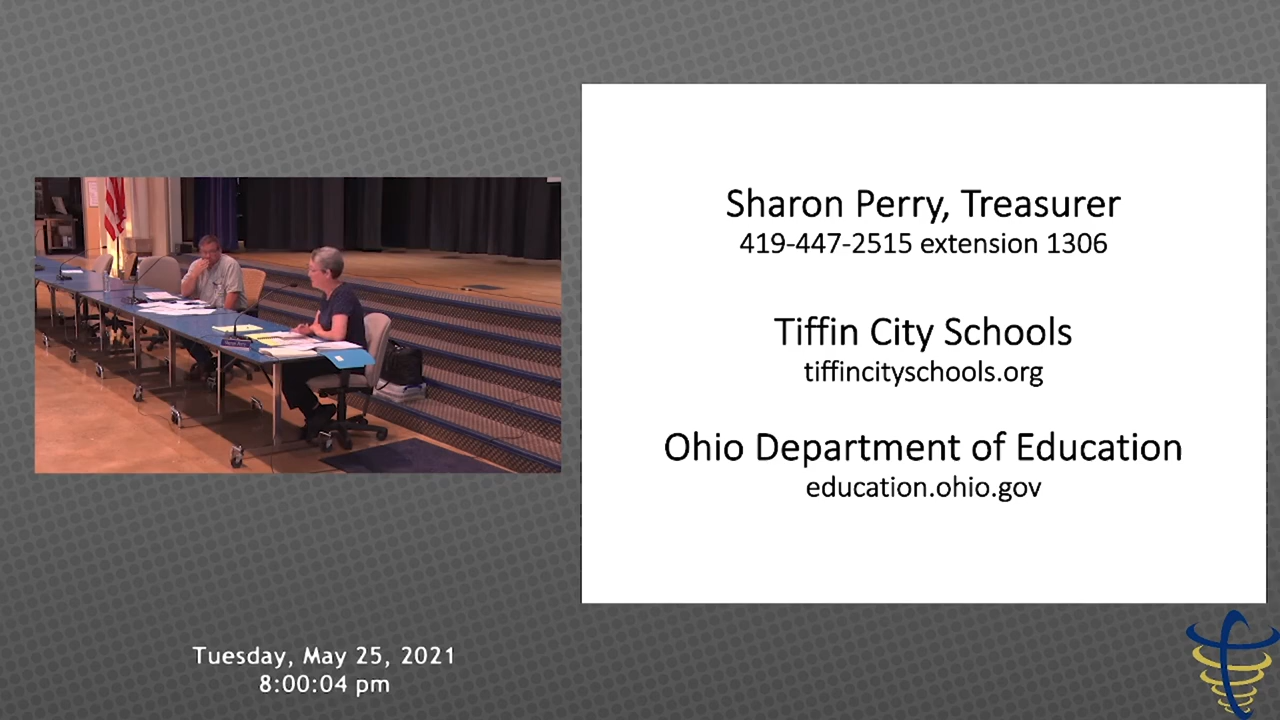 Sharon Perry, Treasurer
419-447-2515 extension 1306
Tiffin City Schools
tiffincityschools.org
Ohio Department of Education
education.ohio.gov
Tuesday, May 25, 2021
8:00:04 pm